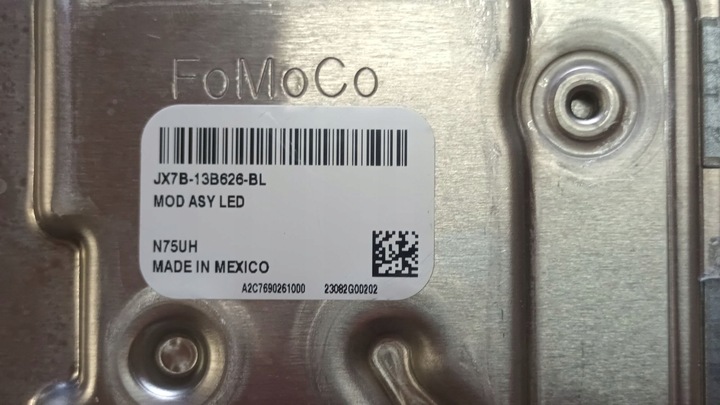 FoMoCo
JX7B-13B626-BL
MOD ASY LED
N75UH
MADE IN MEXICO
A2C7690261000 23082G00202